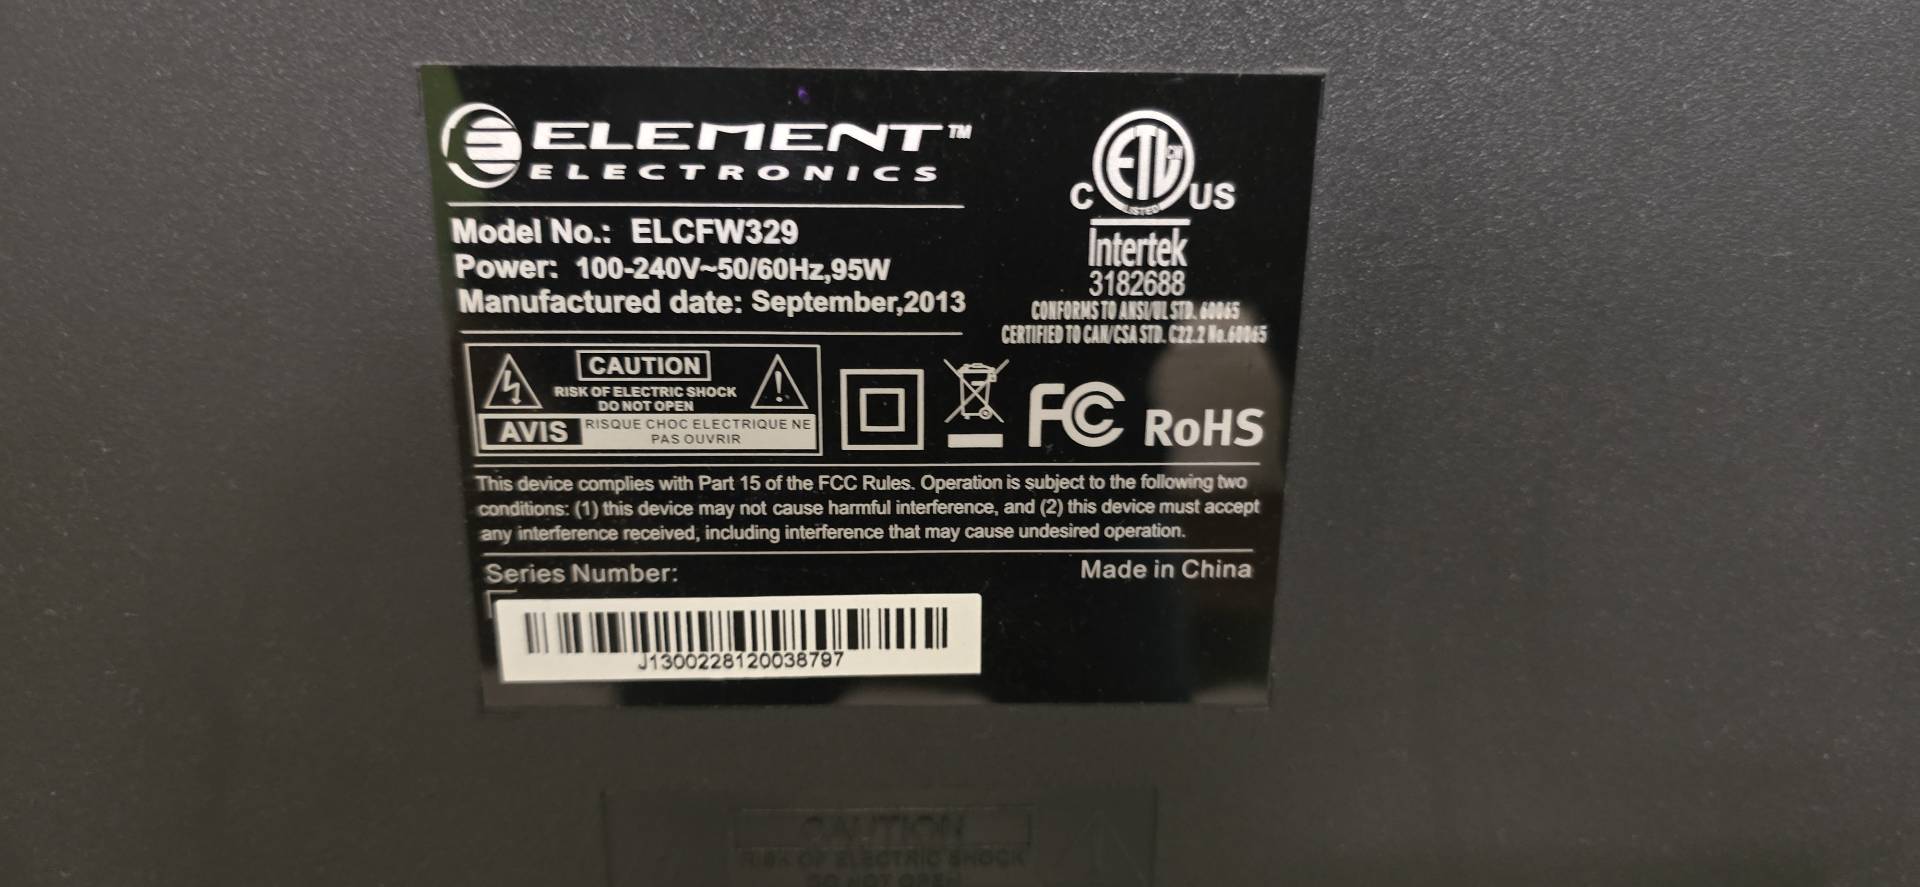 ELEMENT™
ELECTRONICS
Model No.: ELCFW329
Power: 100-240V~50/60Hz,95W
Manufactured date: September,2013
ETL CM
LISTED
C US
Intertek
3182688
CONFORMS TO ANSI/UL STD. 60065
CERTIFIED TO CAN/CSA STD. C22.2 No.60065
CAUTION
RISK OF ELECTRIC SHOCK
DO NOT OPEN
AVIS
RISQUE CHOC ELECTRIQUE NE
PAS OUVRIR
FC
RoHS
This device complies with Part 15 of the FCC Rules. Operation is subject to the following two
conditions: (1) this device may not cause harmful interference, and (2) this device must accept
any interference received, including interference that may cause undesired operation.
Series Number:
Made in China
J1300228120038797
CAUTION
RISK OF ELECTRIC SHOCK
DO NOT OPEN